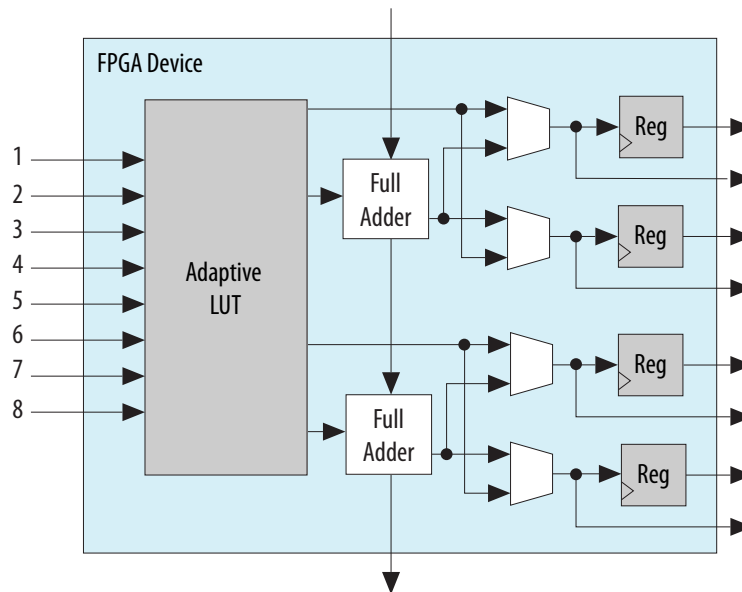 FPGA Device
1
2
3
4
5
6
7
8
Adaptive
LUT
Full
Adder
Full
Adder
Reg
Reg
Reg
Reg